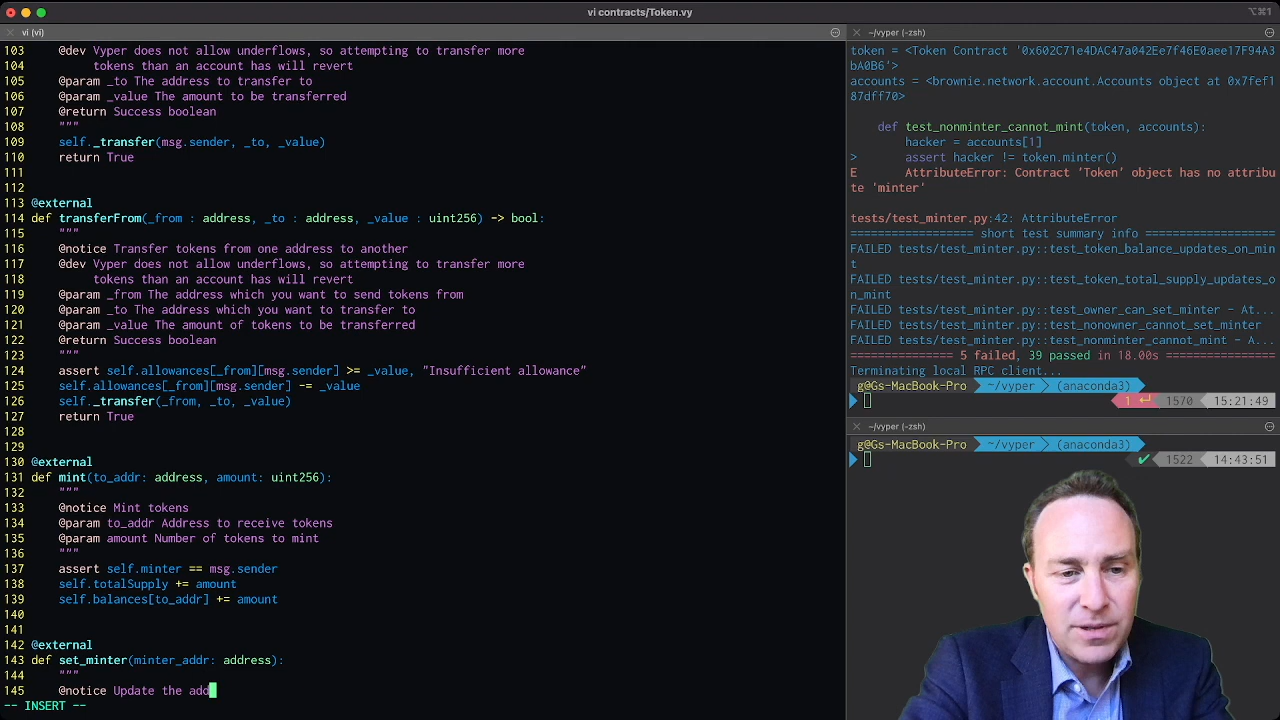 vi contracts/Token.vy
⌥⌘1
vi (vi)
103 @dev Vyper does not allow underflows, so attempting to transfer more
104 tokens than an account has will revert
105 @param _to The address to transfer to
106 @param _value The amount to be transferred
107 @return Success boolean
108 """
109 self._transfer(msg.sender, _to, _value)
110 return True
111
112
113 @external
114 def transferFrom(_from : address, _to : address, _value : uint256) -> bool:
115 """
116 @notice Transfer tokens from one address to another
117 @dev Vyper does not allow underflows, so attempting to transfer more
118 tokens than an account has will revert
119 @param _from The address which you want to send tokens from
120 @param _to The address which you want to transfer to
121 @param _value The amount of tokens to be transferred
122 @return Success boolean
123 """
124 assert self.allowances[_from][msg.sender] >= _value, "Insufficient allowance"
125 self.allowances[_from][msg.sender] -= _value
126 self._transfer(_from, _to, _value)
127 return True
128
129
130 @external
131 def mint(to_addr: address, amount: uint256):
132 """
133 @notice Mint tokens
134 @param to_addr Address to receive tokens
135 @param amount Number of tokens to mint
136 """
137 assert self.minter == msg.sender
138 self.totalSupply += amount
139 self.balances[to_addr] += amount
140
141
142 @external
143 def set_minter(minter_addr: address):
144 """
145 @notice Update the add
-- INSERT --
~/vyper (-zsh)
token = <Token Contract '0x602C71e4DAC47a042Ee7f46E0aee17F94A3
bA0B6'>
accounts = <brownie.network.account.Accounts object at 0x7fef1
87dff70>
def test_nonminter_cannot_mint(token, accounts):
hacker = accounts[1]
> assert hacker != token.minter()
E AttributeError: Contract 'Token' object has no attribu
te 'minter'
tests/test_minter.py:42: AttributeError
================== short test summary info ===================
FAILED tests/test_minter.py::test_token_balance_updates_on_min
t
FAILED tests/test_minter.py::test_token_total_supply_updates_o
n_mint
FAILED tests/test_minter.py::test_owner_can_set_minter - At...
FAILED tests/test_minter.py::test_nonowner_cannot_set_minter
FAILED tests/test_minter.py::test_nonminter_cannot_mint - A...
=============== 5 failed, 39 passed in 18.00s ================
Terminating local RPC client...
g@Gs-MacBook-Pro ~/vyper (anaconda3)
1 ↵ 1570 15:21:49
~/vyper (-zsh)
g@Gs-MacBook-Pro ~/vyper (anaconda3)
✔ 1522 14:43:51